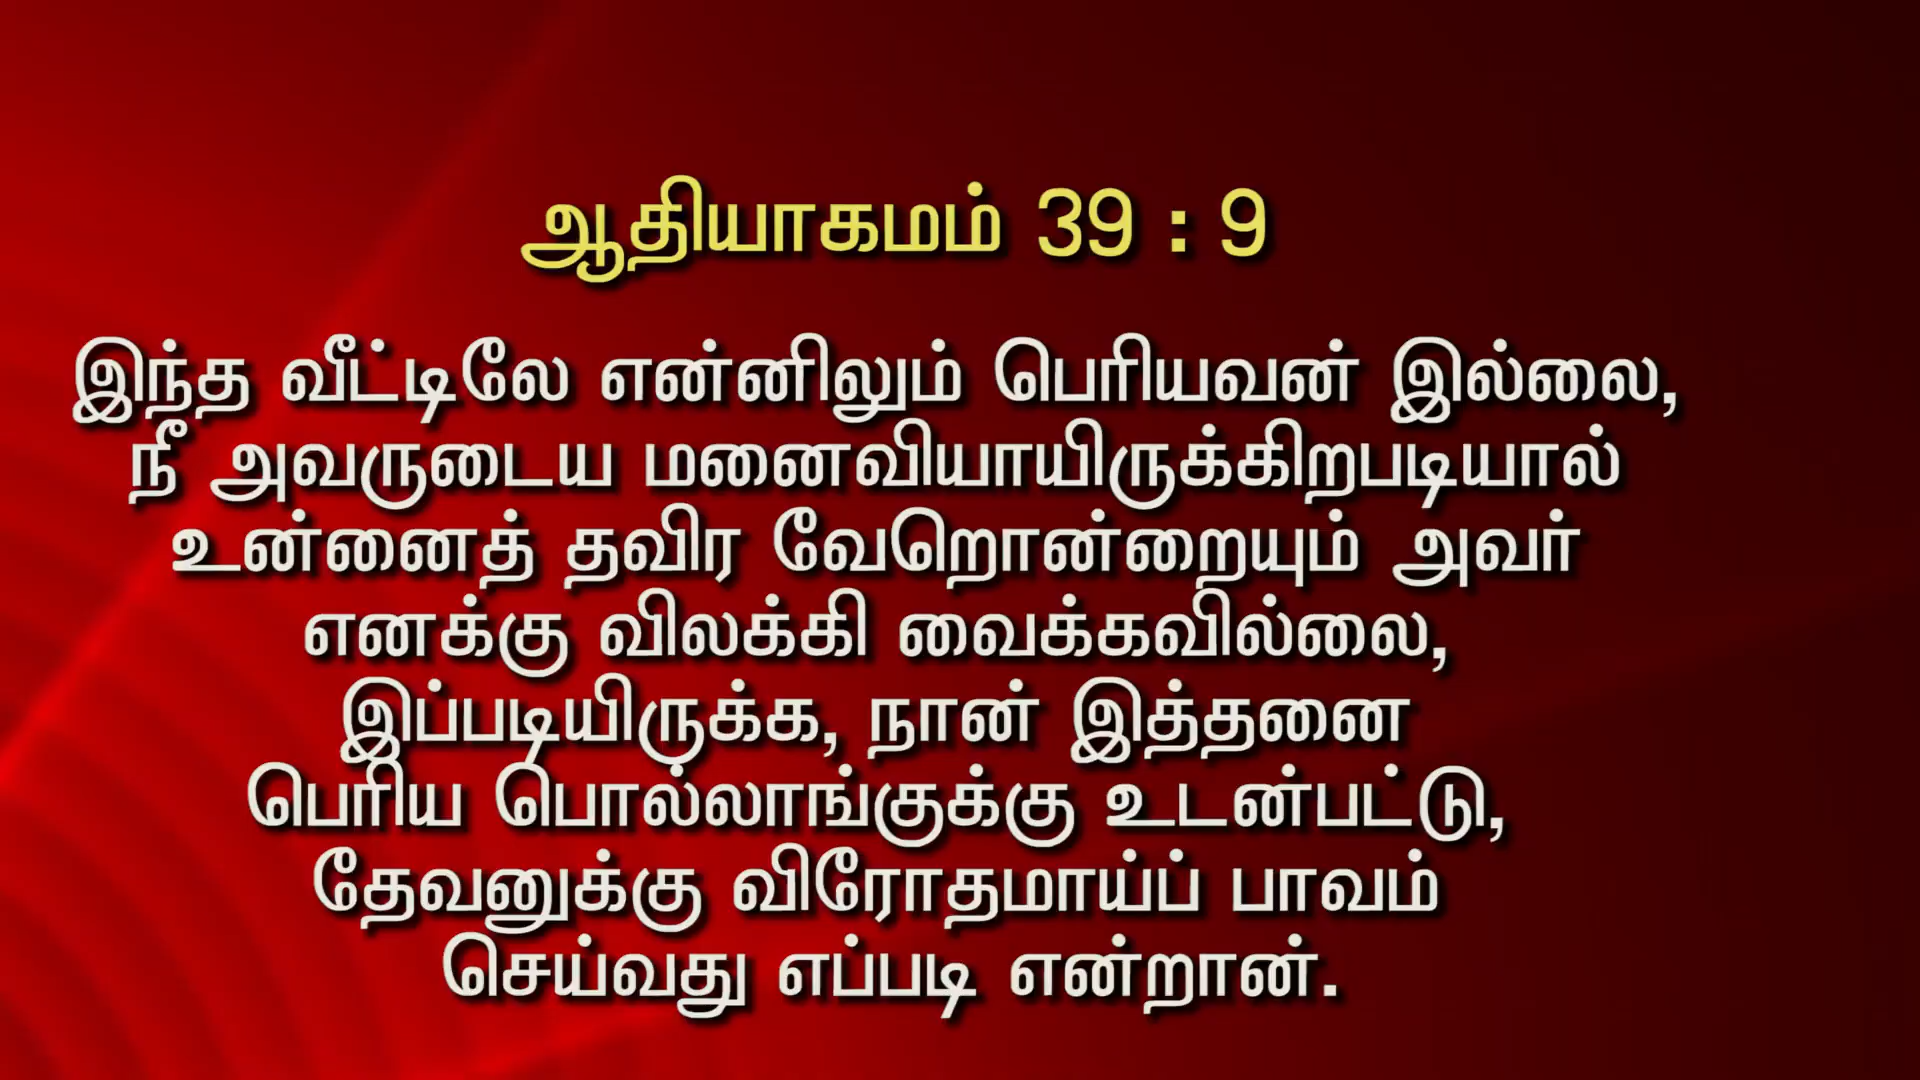 ஆதியாகமம் 39 : 9
இந்த வீட்டிலே என்னிலும் பெரியவன் இல்லை,
நீ அவருடைய மனைவியாயிருக்கிறபடியால்
உன்னைத் தவிர வேறொன்றையும் அவர்
எனக்கு விலக்கி வைக்கவில்லை,
இப்படியிருக்க, நான் இத்தனை
பெரிய பொல்லாங்குக்கு உடன்பட்டு,
தேவனுக்கு விரோதமாய்ப் பாவம்
செய்வது எப்படி என்றான்.